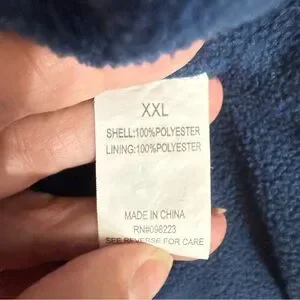 XXL
SHELL:100%POLYESTER
LINING:100%POLYESTER
MADE IN CHINA
RN#098223
SEE REVERSE FOR CARE